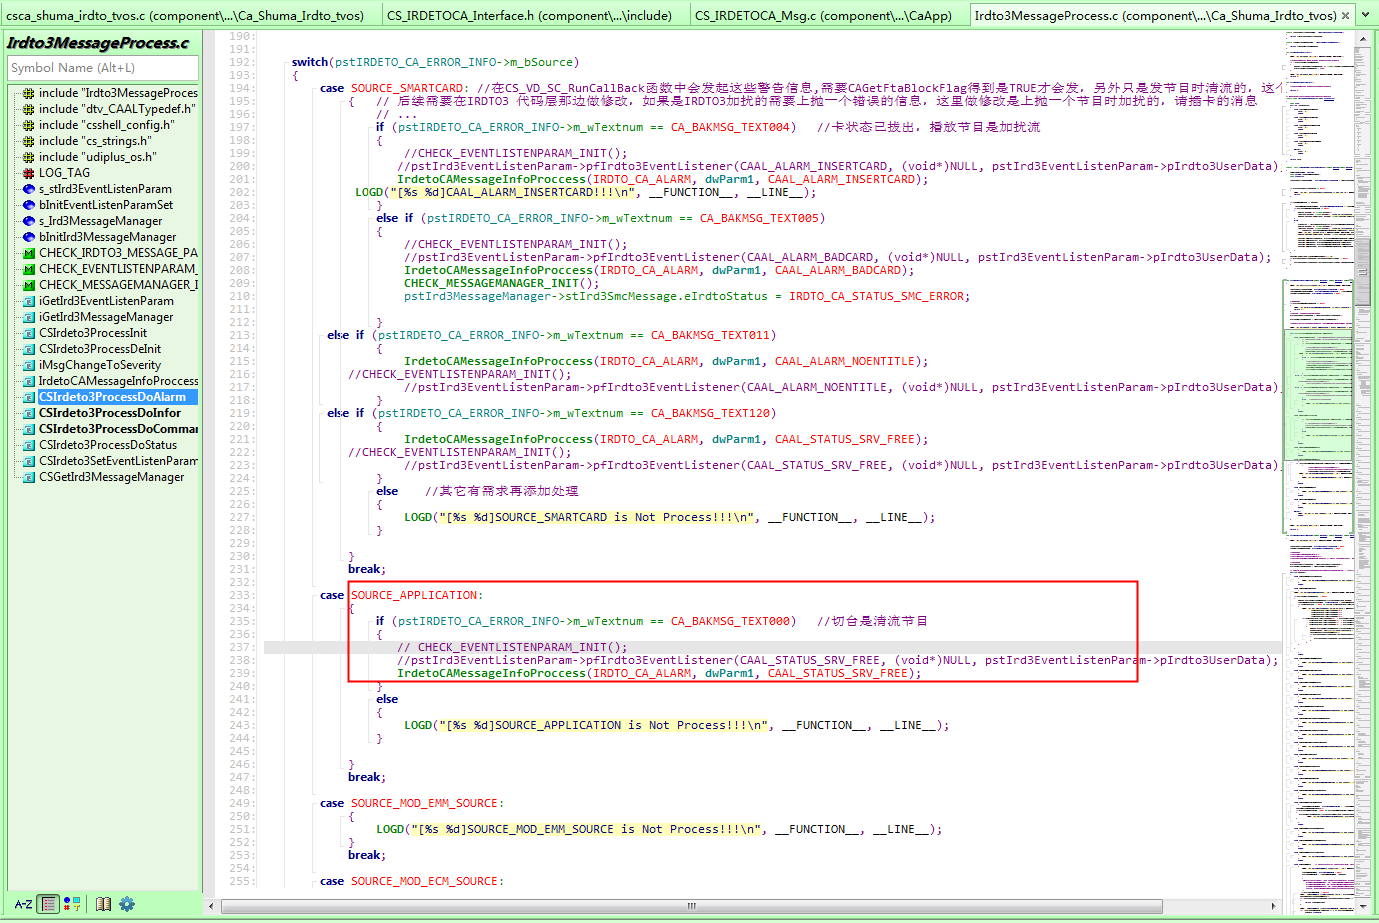 csca_shuma_irdto_tvos.c (component\...\Ca_Shuma_Irdto_tvos)
CS_IRDETOCA_Interface.h (component\...\include)
CS_IRDETOCA_Msg.c (component\...\CaApp)
Irdto3MessageProcess.c (component\...\Ca_Shuma_Irdto_tvos)
Irdto3MessageProcess.c
Symbol Name (Alt+L)
include "Irdto3MessageProces
include "dtv_CAALTypedef.h"
include "csshell_config.h"
include "cs_strings.h"
include "udiplus_os.h"
LOG_TAG
s_stIrd3EventListenParam
bInitEventListenParamSet
s_Ird3MessageManager
bInitIrd3MessageManager
CHECK_IRDTO3_MESSAGE_PA
CHECK_EVENTLISTENPARAM_
CHECK_MESSAGEMANAGER_I
iGetIrd3EventListenParam
iGetIrd3MessageManager
CSIrdeto3ProcessInit
CSIrdeto3ProcessDeInit
iMsgChangeToSeverity
IrdetoCAMessageInfoProccess
CSIrdeto3ProcessDoAlarm
CSIrdeto3ProcessDoInfor
CSIrdeto3ProcessDoCommar
CSIrdeto3ProcessDoStatus
CSIrdeto3SetEventListenParam
CSGetIrd3MessageManager
A-Z
190:
191:
192: switch(pstIRDETO_CA_ERROR_INFO->m_bSource)
193: {
194: case SOURCE_SMARTCARD: //在CS_VD_SC_RunCallBack函数中会发起这些警告信息,需要CAGetFtaBlockFlag得到是TRUE才会发，另外只是发节目时清流的，这个
195: { // 后续需要在IRDTO3 代码层那边做修改，如果是IRDTO3加扰的需要上抛一个错误的信息，这里做修改是上抛一个节目时加扰的，请插卡的消息
196: // ...
197: if (pstIRDETO_CA_ERROR_INFO->m_wTextnum == CA_BAKMSG_TEXT004) //卡状态已拔出，播放节目是加扰流
198: {
199: //CHECK_EVENTLISTENPARAM_INIT();
200: //pstIrd3EventListenParam->pfIrdto3EventListener(CAAL_ALARM_INSERTCARD, (void*)NULL, pstIrd3EventListenParam->pIrdto3UserData)
201: IrdetoCAMessageInfoProccess(IRDTO_CA_ALARM, dwParm1, CAAL_ALARM_INSERTCARD);
202: LOGD("[%s %d]CAAL_ALARM_INSERTCARD!!!\n", __FUNCTION__, __LINE__);
203: }
204: else if (pstIRDETO_CA_ERROR_INFO->m_wTextnum == CA_BAKMSG_TEXT005)
205: {
206: //CHECK_EVENTLISTENPARAM_INIT();
207: //pstIrd3EventListenParam->pfIrdto3EventListener(CAAL_ALARM_BADCARD, (void*)NULL, pstIrd3EventListenParam->pIrdto3UserData);
208: IrdetoCAMessageInfoProccess(IRDTO_CA_ALARM, dwParm1, CAAL_ALARM_BADCARD);
209: CHECK_MESSAGEMANAGER_INIT();
210: pstIrd3MessageManager->stIrd3SmcMessage.eIrdtoStatus = IRDTO_CA_STATUS_SMC_ERROR;
211:
212: }
213: else if (pstIRDETO_CA_ERROR_INFO->m_wTextnum == CA_BAKMSG_TEXT011)
214: {
215: IrdetoCAMessageInfoProccess(IRDTO_CA_ALARM, dwParm1, CAAL_ALARM_NOENTITLE);
216: //CHECK_EVENTLISTENPARAM_INIT();
217: //pstIrd3EventListenParam->pfIrdto3EventListener(CAAL_ALARM_NOENTITLE, (void*)NULL, pstIrd3EventListenParam->pIrdto3UserData)
218: }
219: else if (pstIRDETO_CA_ERROR_INFO->m_wTextnum == CA_BAKMSG_TEXT120)
220: {
221: IrdetoCAMessageInfoProccess(IRDTO_CA_ALARM, dwParm1, CAAL_STATUS_SRV_FREE);
222: //CHECK_EVENTLISTENPARAM_INIT();
223: //pstIrd3EventListenParam->pfIrdto3EventListener(CAAL_STATUS_SRV_FREE, (void*)NULL, pstIrd3EventListenParam->pIrdto3UserData)
224: }
225: else //其它有需求再添加处理
226: {
227: LOGD("[%s %d]SOURCE_SMARTCARD is Not Process!!!\n", __FUNCTION__, __LINE__);
228: }
229:
230: }
231: break;
232:
233: case SOURCE_APPLICATION:
234: {
235: if (pstIRDETO_CA_ERROR_INFO->m_wTextnum == CA_BAKMSG_TEXT000) //切台是清流节目
236: {
237: // CHECK_EVENTLISTENPARAM_INIT();
238: //pstIrd3EventListenParam->pfIrdto3EventListener(CAAL_STATUS_SRV_FREE, (void*)NULL, pstIrd3EventListenParam->pIrdto3UserData);
239: IrdetoCAMessageInfoProccess(IRDTO_CA_ALARM, dwParm1, CAAL_STATUS_SRV_FREE);
240: }
241: else
242: {
243: LOGD("[%s %d]SOURCE_APPLICATION is Not Process!!!\n", __FUNCTION__, __LINE__);
244: }
245:
246: }
247: break;
248:
249: case SOURCE_MOD_EMM_SOURCE:
250: {
251: LOGD("[%s %d]SOURCE_MOD_EMM_SOURCE is Not Process!!!\n", __FUNCTION__, __LINE__);
252: }
253: break;
254:
255: case SOURCE_MOD_ECM_SOURCE: